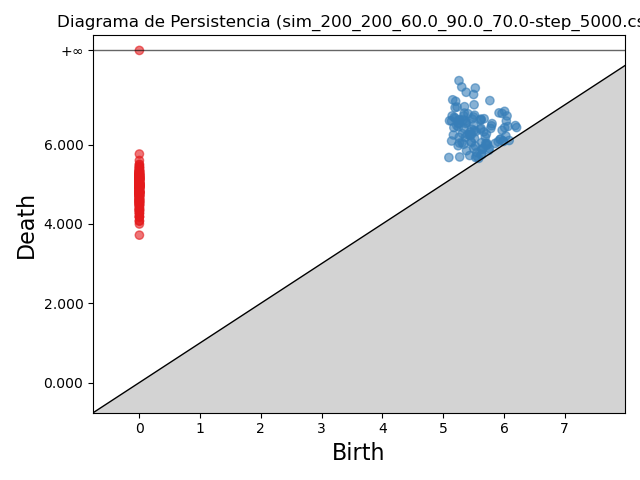 Diagrama de Persistencia (sim_200_200_60.0_90.0_70.0-step_5000.cs
+∞
6.000
4.000
2.000
0.000
Death
0 1 2 3 4 5 6 7
Birth